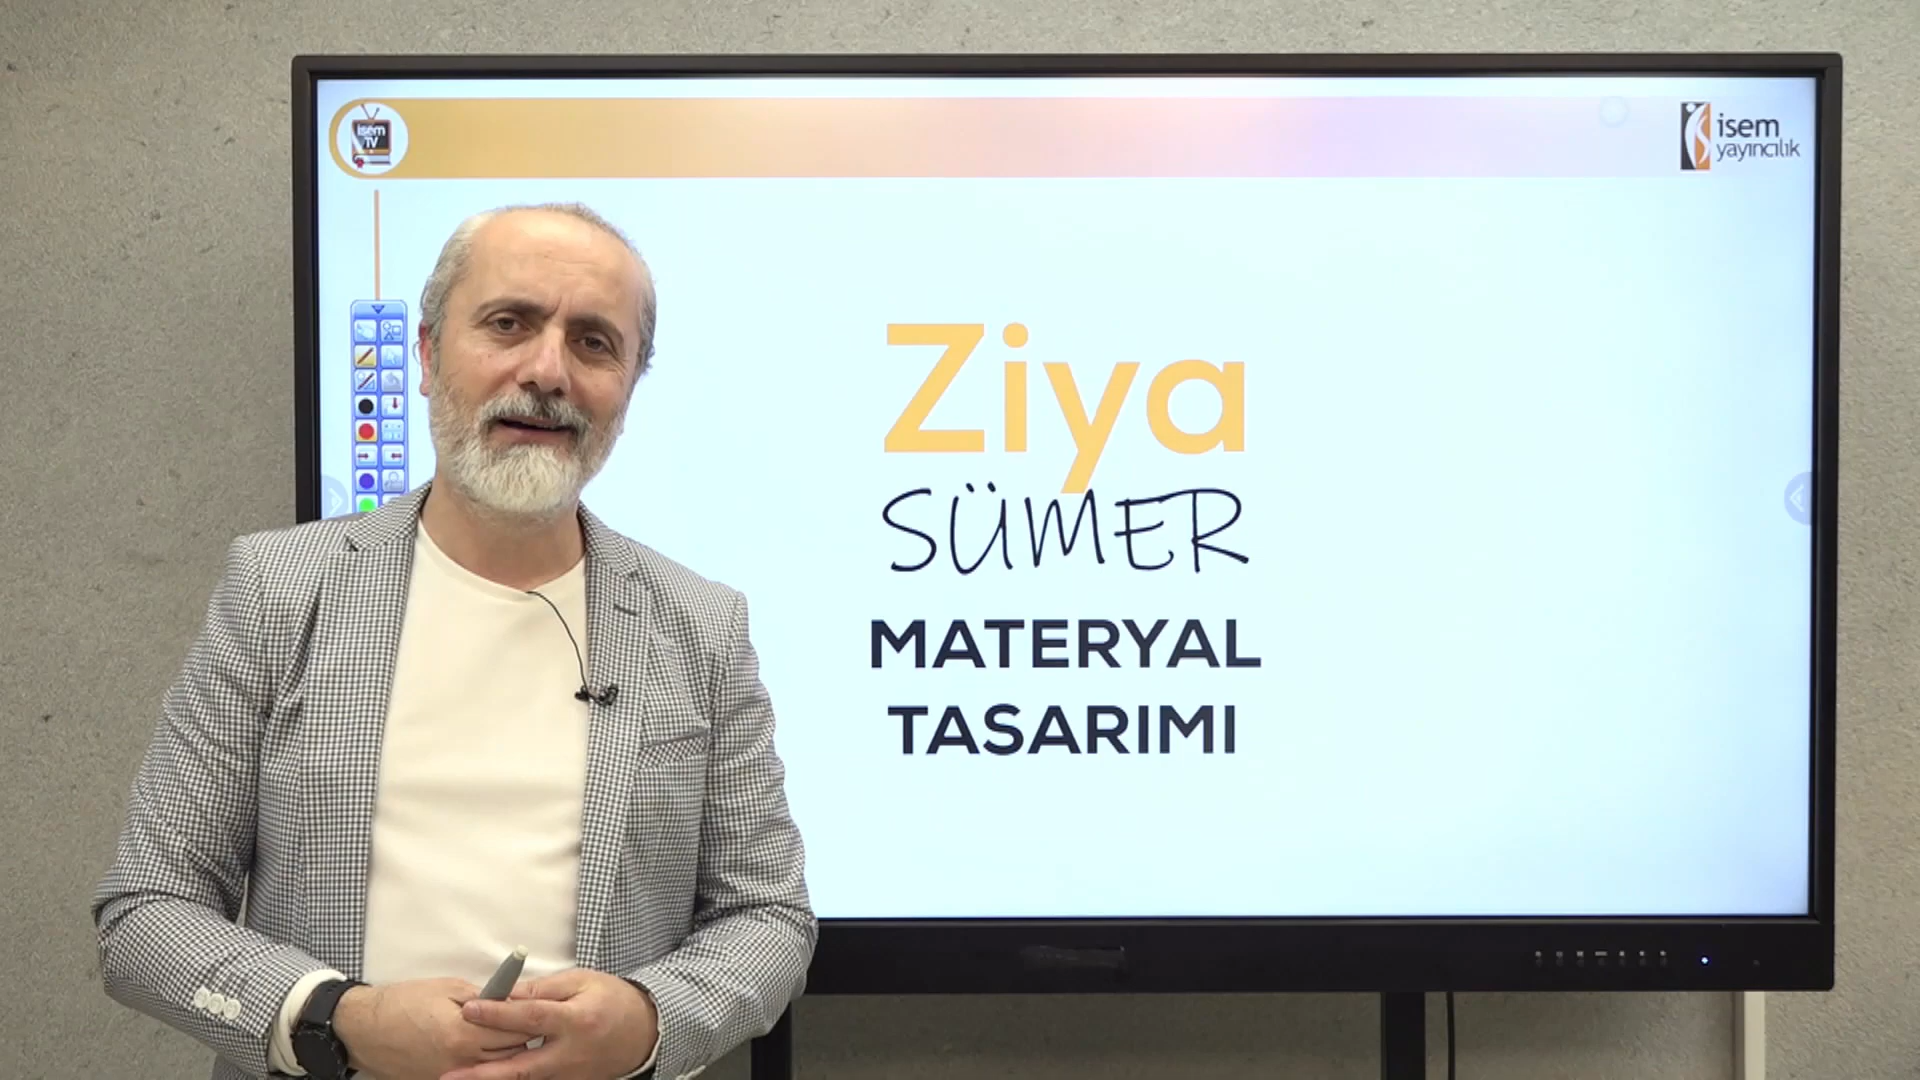 isem
TV
isem
yayıncılık
Ziya
SÜMER
MATERYAL
TASARIMI